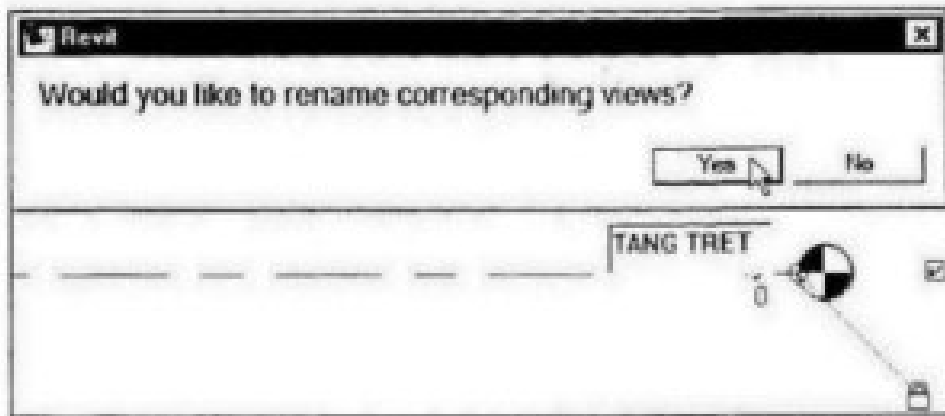 Revit
Would you like to rename corresponding views?
Yes No
TANG TRET
0